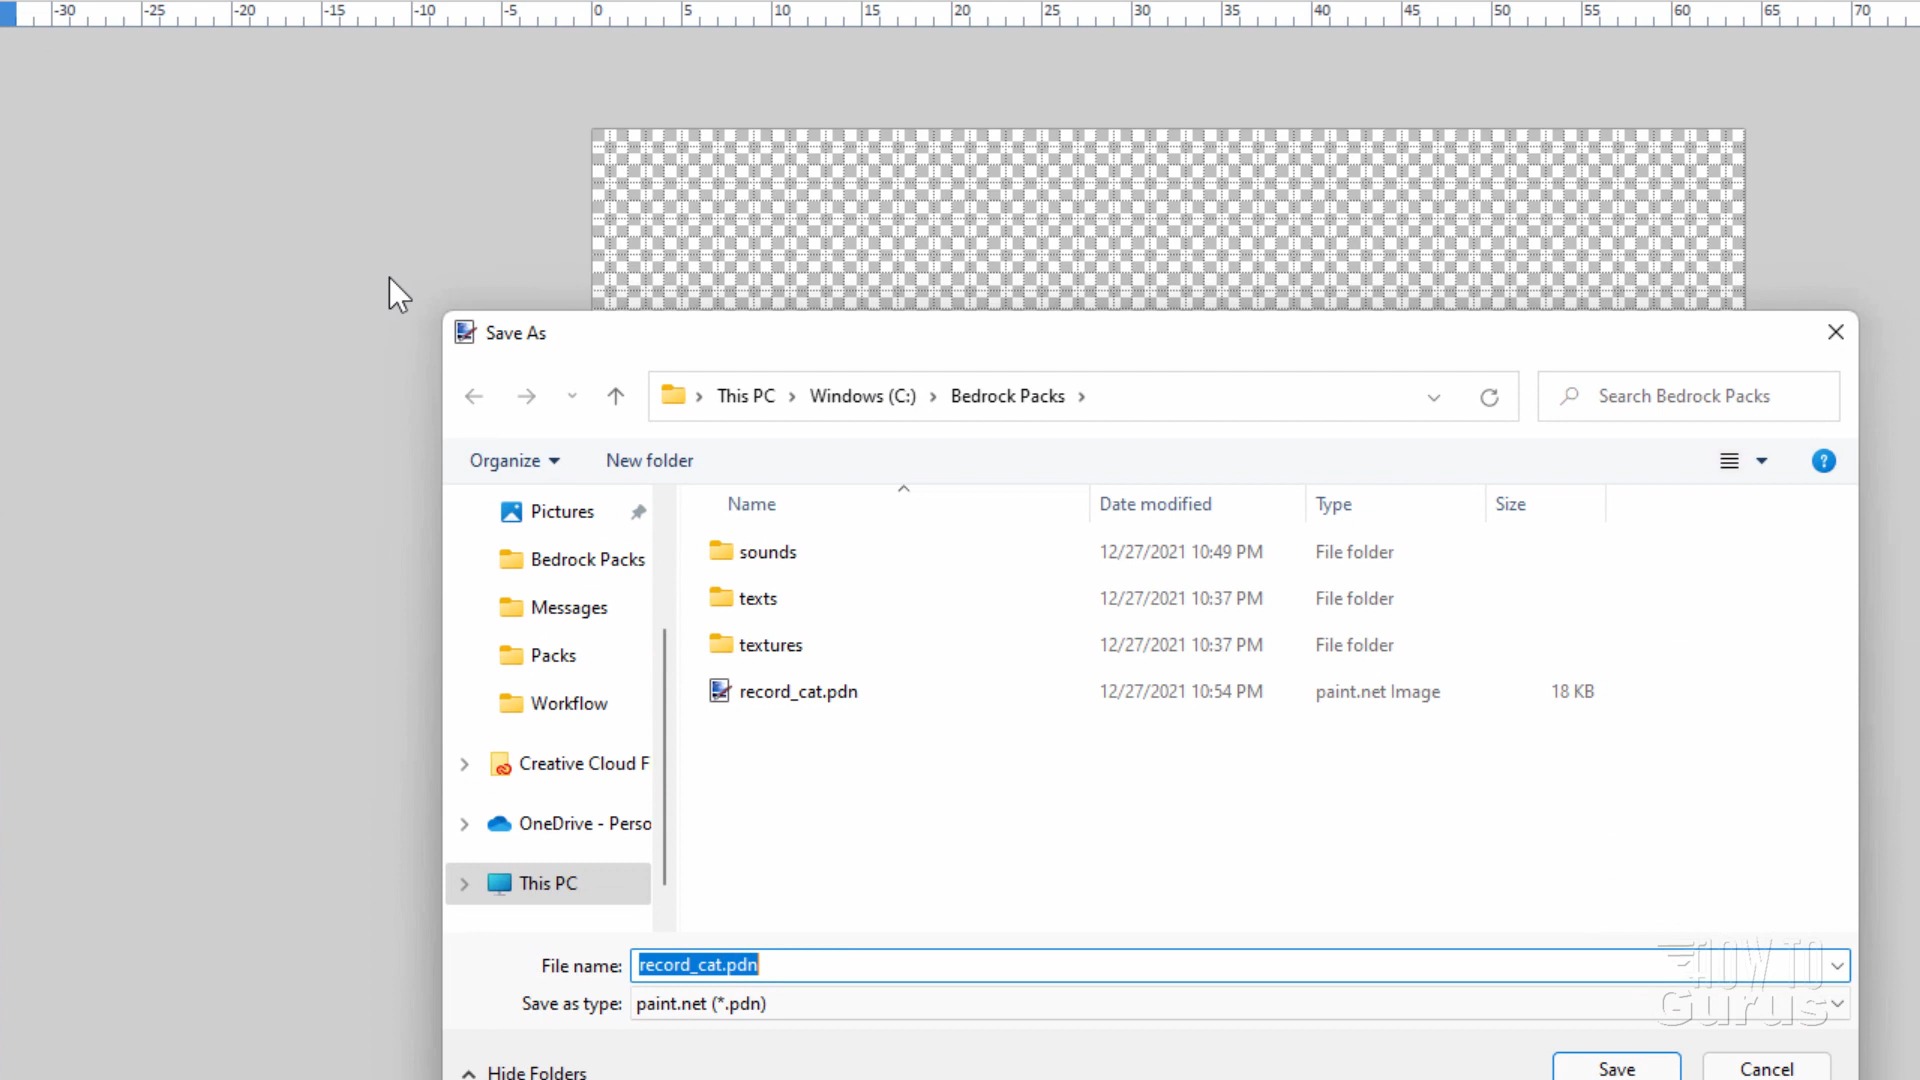 -30 -25 -20 -15 -10 -5 0 5 10 15 20 25 30 35 40 45 50 55 60 65 70
Save As
This PC Windows (C:) Bedrock Packs
Search Bedrock Packs
Organize New folder
?
Name Date modified Type Size
Pictures
Bedrock Packs
Messages
Packs
Workflow
Creative Cloud F
OneDrive - Perso
This PC
sounds 12/27/2021 10:49 PM File folder
texts 12/27/2021 10:37 PM File folder
textures 12/27/2021 10:37 PM File folder
record_cat.pdn 12/27/2021 10:54 PM paint.net Image 18 KB
File name: record_cat.pdn
Save as type: paint.net (*.pdn)
HOW TO
Gurus
Hide Folders
Save Cancel